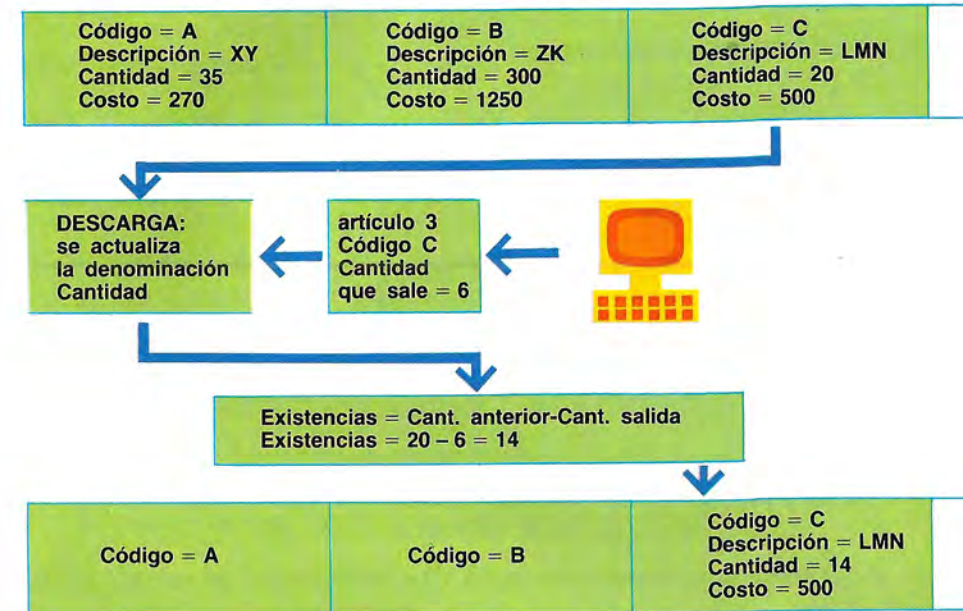 Código = A
Descripción = XY
Cantidad = 35
Costo = 270
Código = B
Descripción = ZK
Cantidad = 300
Costo = 1250
Código = C
Descripción = LMN
Cantidad = 20
Costo = 500
DESCARGA:
se actualiza
la denominación
Cantidad
artículo 3
Código C
Cantidad
que sale = 6
Existencias = Cant. anterior-Cant. salida
Existencias = 20 – 6 = 14
Código = A
Código = B
Código = C
Descripción = LMN
Cantidad = 14
Costo = 500